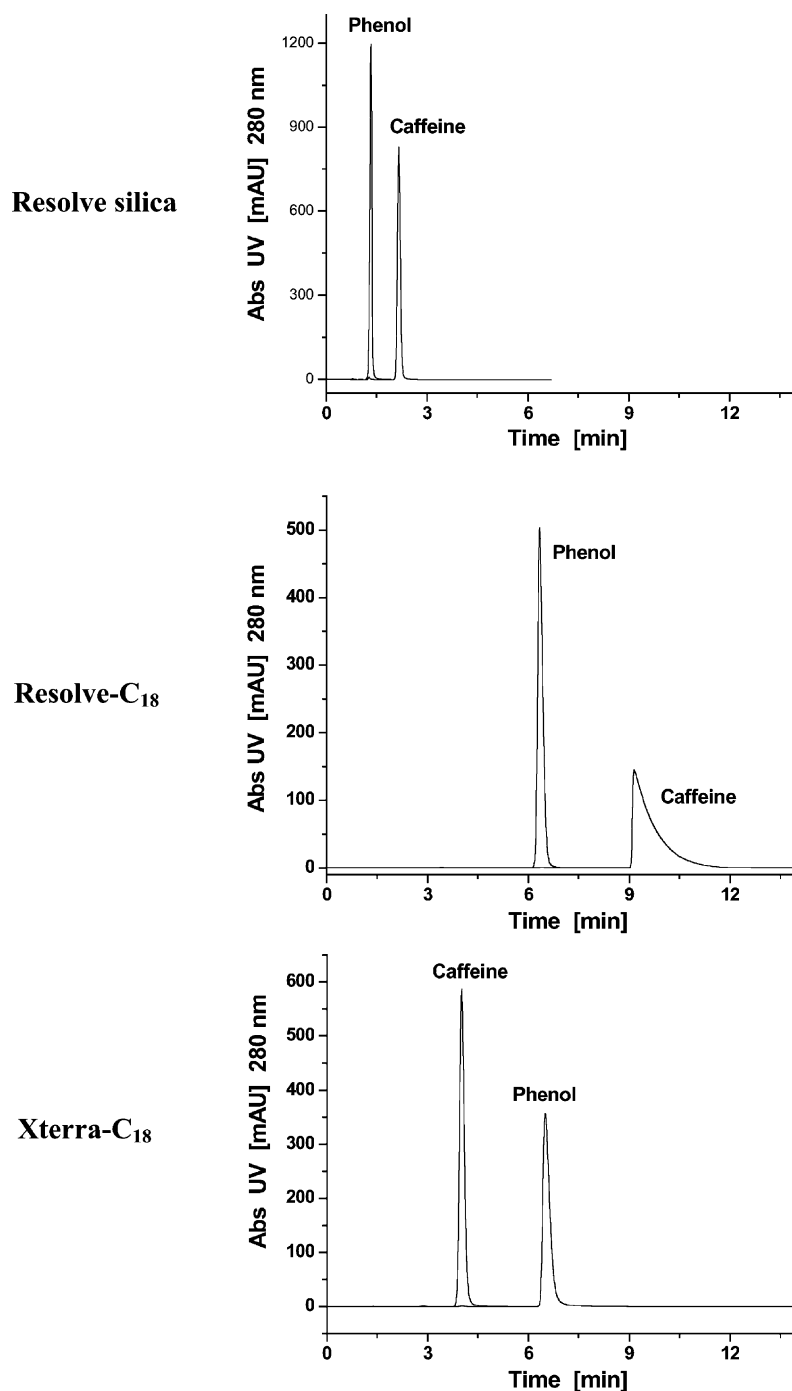 Resolve silica
Phenol
Caffeine
Abs UV [mAU] 280 nm
1200
900
600
300
0
0 3 6 9 12
Time [min]
Resolve-C18
Phenol
Caffeine
Abs UV [mAU] 280 nm
500
400
300
200
100
0
0 3 6 9 12
Time [min]
Xterra-C18
Caffeine
Phenol
Abs UV [mAU] 280 nm
600
500
400
300
200
100
0
0 3 6 9 12
Time [min]